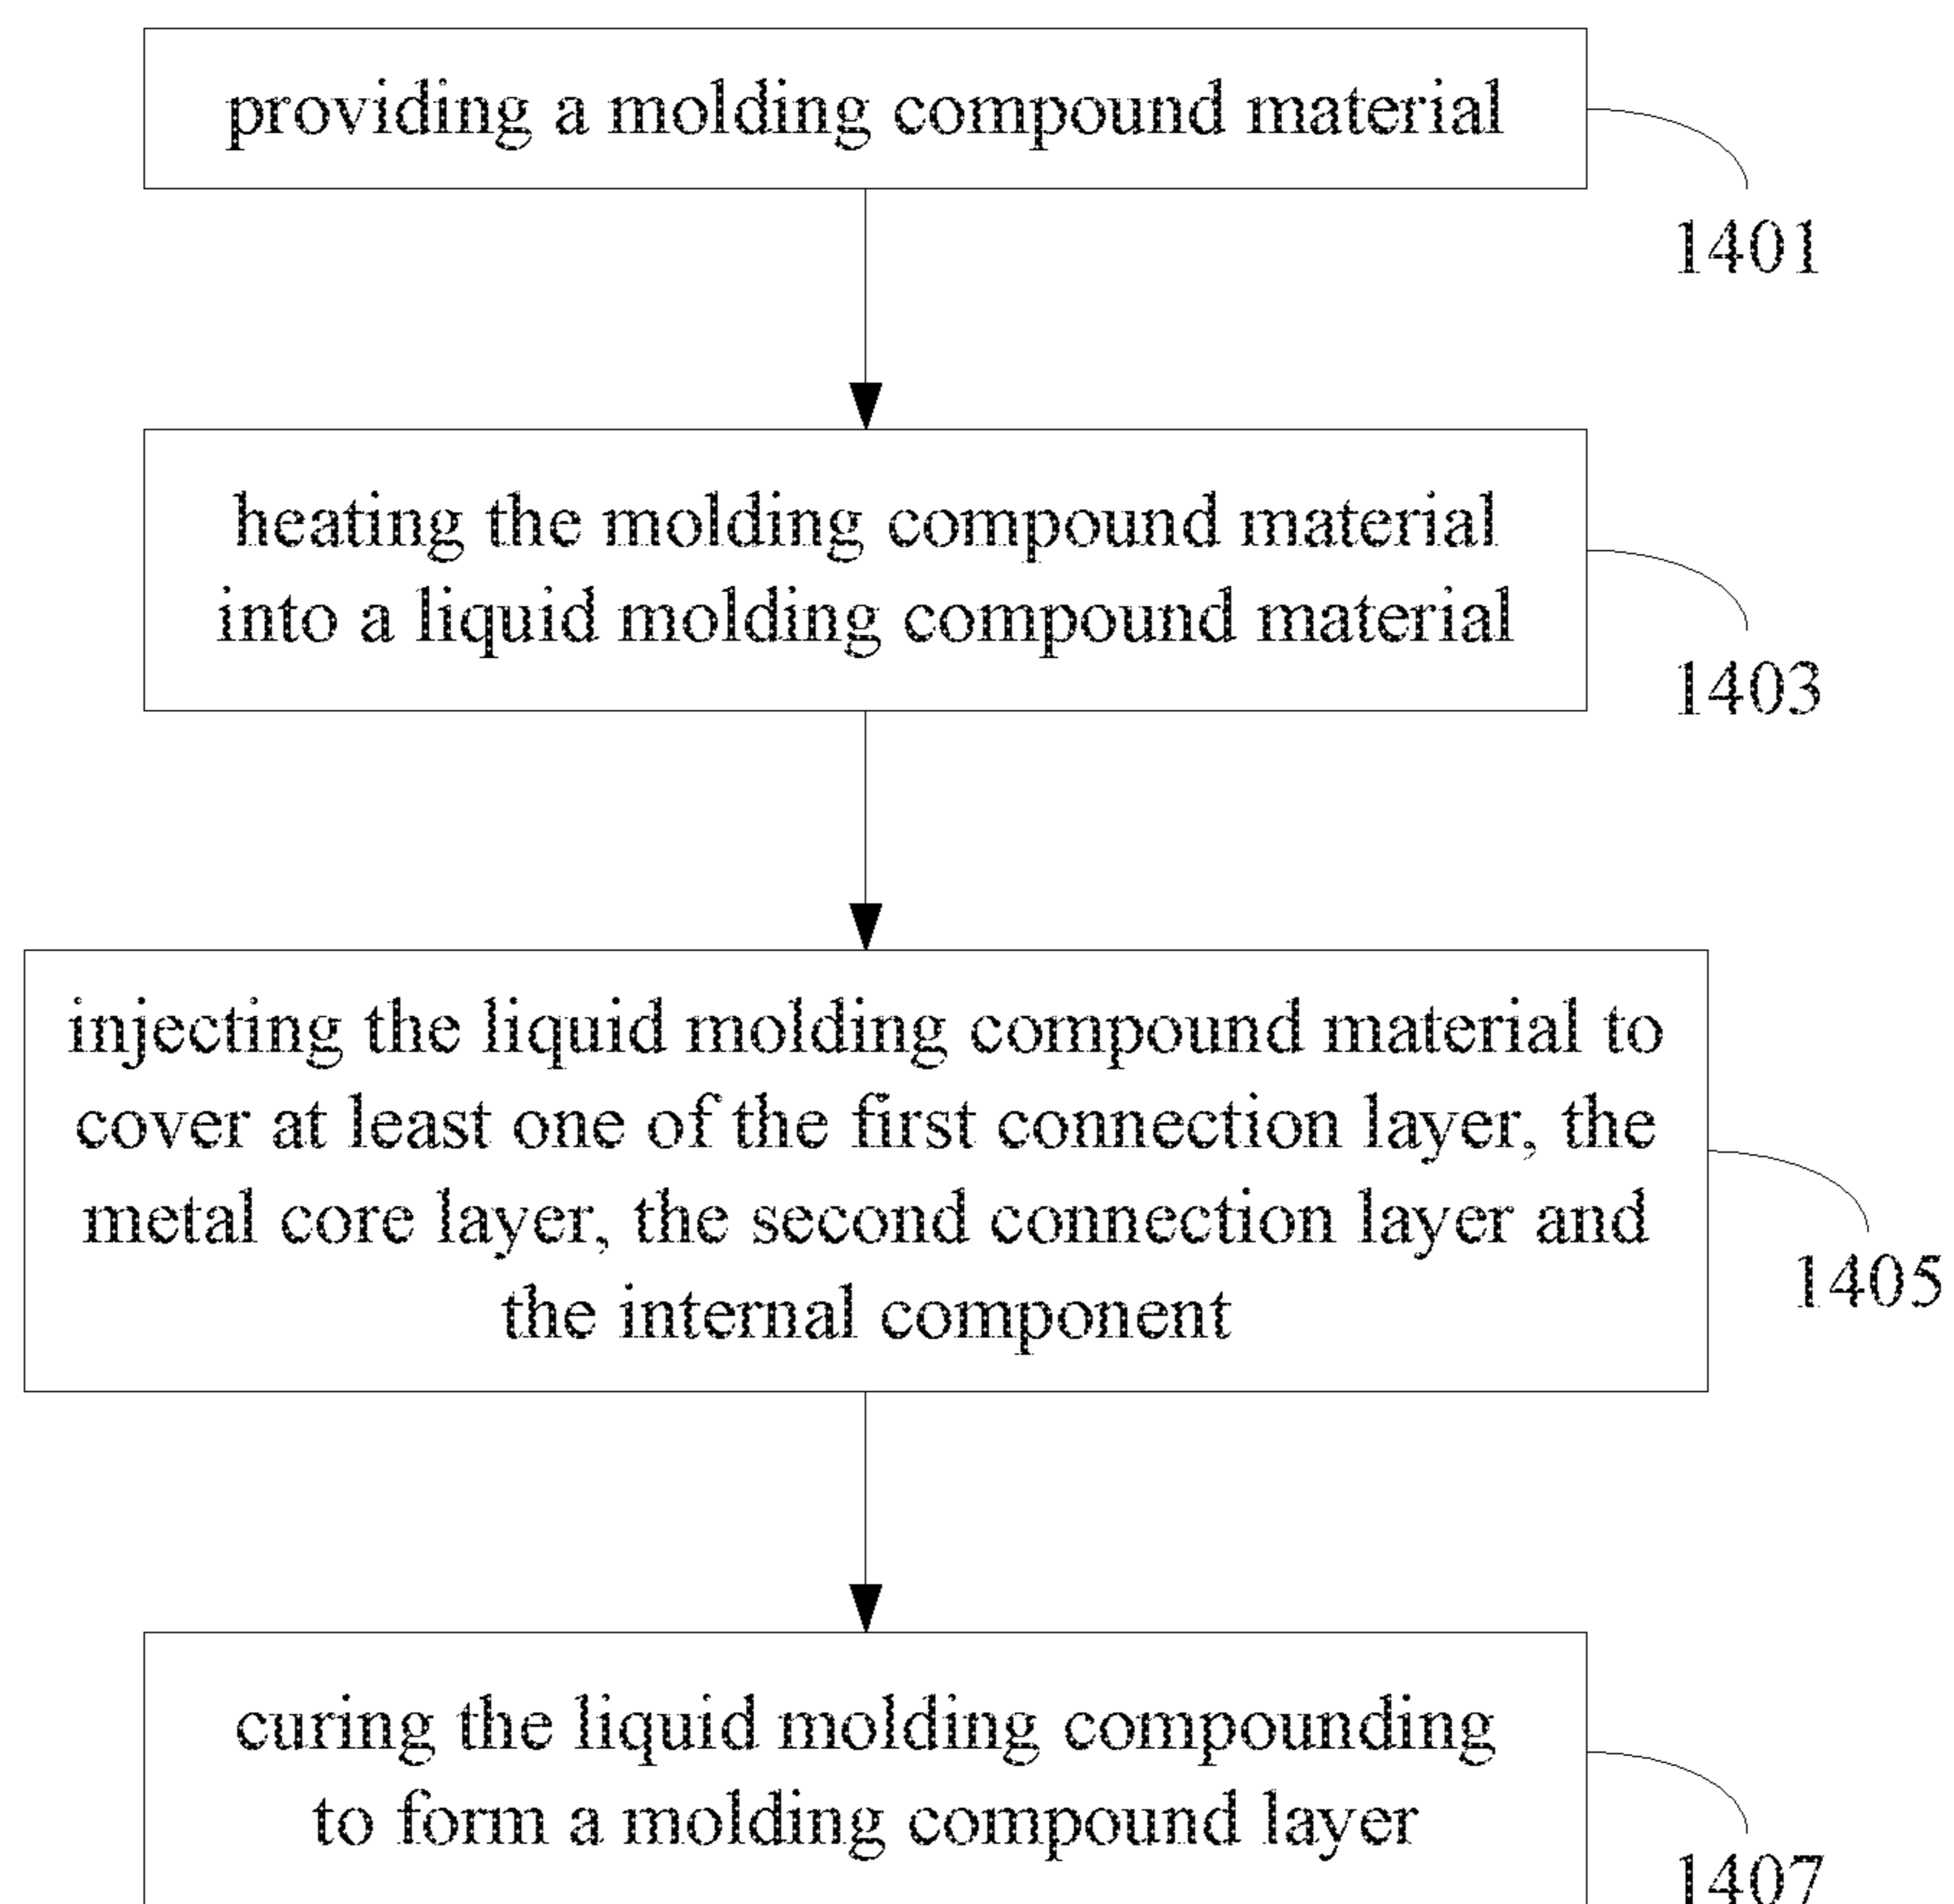 providing a molding compound material
1401
heating the molding compound material
into a liquid molding compound material
1403
injecting the liquid molding compound material to
cover at least one of the first connection layer, the
metal core layer, the second connection layer and
the internal component
1405
curing the liquid molding compounding
to form a molding compound layer
1407